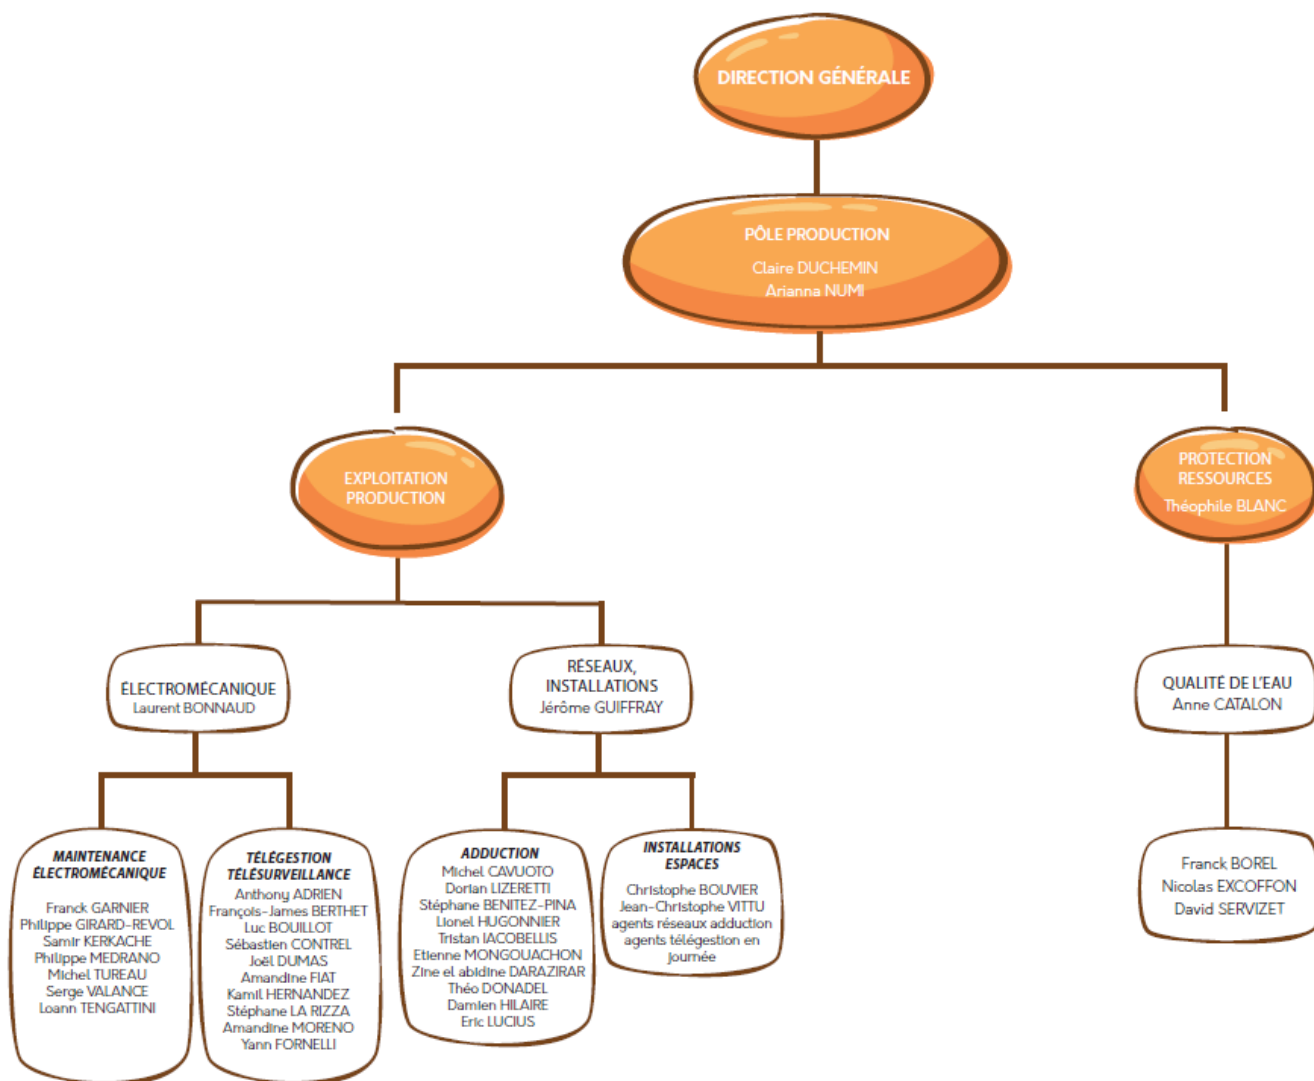 DIRECTION GÉNÉRALE
PÔLE PRODUCTION
Claire DUCHEMIN
Arianna NUMI
EXPLOITATION
PRODUCTION
PROTECTION
RESSOURCES
Théophile BLANC
ÉLECTROMÉCANIQUE
Laurent BONNAUD
RÉSEAUX,
INSTALLATIONS
Jérôme GUIFFRAY
QUALITÉ DE L'EAU
Anne CATALON
MAINTENANCE
ÉLECTROMÉCANIQUE
Franck GARNIER
Philippe GIRARD-REVOL
Samir KERKACHE
Philippe MEDRANO
Michel TUREAU
Serge VALANCE
Loann TENGATTINI
TÉLÉGESTION
TÉLÉSURVEILLANCE
Anthony ADRIEN
François-James BERTHET
Luc BOUILLOT
Sébastien CONTREL
Joël DUMAS
Amandine FIAT
Kamil HERNANDEZ
Stéphane LA RIZZA
Amandine MORENO
Yann FORNELLI
ADDUCTION
Michel CAVUOTO
Dorian LIZERETTI
Stéphane BENITEZ-PINA
Lionel HUGONNIER
Tristan IACOBELLIS
Etienne MONGOUACHON
Zine el abidine DARAZIRAR
Théo DONADEL
Damien HILAIRE
Eric LUCIUS
INSTALLATIONS
ESPACES
Christophe BOUVIER
Jean-Christophe VITTU
agents réseaux adduction
agents télégestion en
journée
Franck BOREL
Nicolas EXCOFFON
David SERVIZET